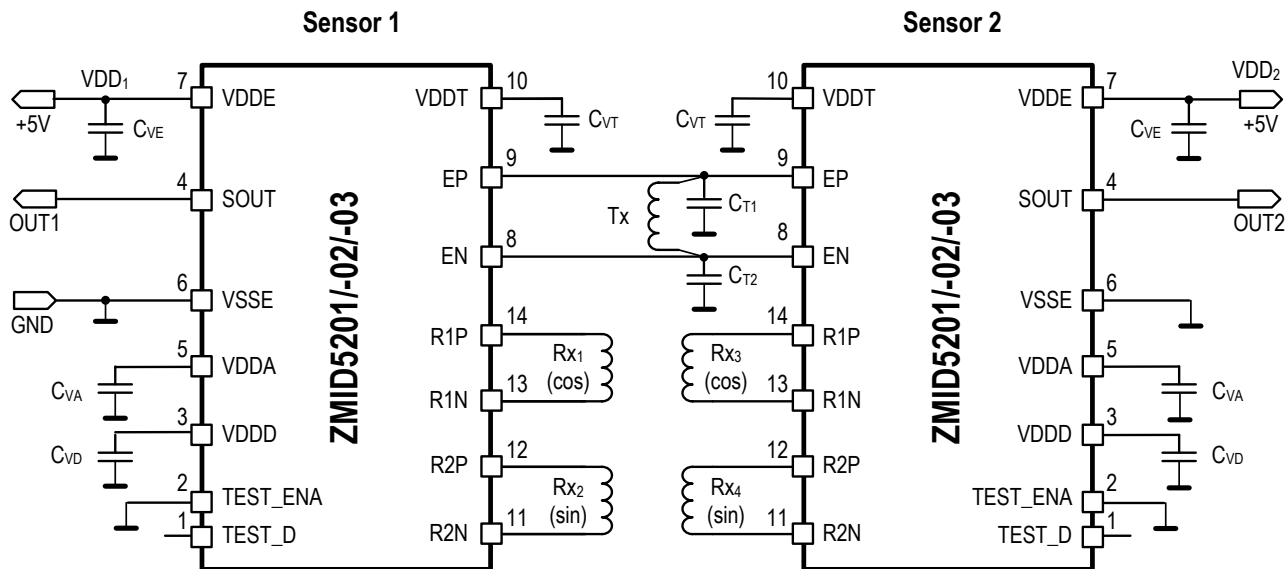 Sensor 1
Sensor 2
VDD1
7
VDDE
+5V
CVE
4
SOUT
OUT1
6
VSSE
GND
5
VDDA
CVA
3
VDDD
CVD
2
TEST_ENA
1
TEST_D
ZMID5201/-02/-03
10
VDDT
CVT
9
EP
8
EN
14
R1P
Rx1
(cos)
13
R1N
12
R2P
Rx2
(sin)
11
R2N
Tx
CT1
CT2
10
VDDT
CVT
9
EP
8
EN
14
R1P
Rx3
(cos)
13
R1N
12
R2P
Rx4
(sin)
11
R2N
ZMID5201/-02/-03
7
VDDE
VDD2
+5V
CVE
4
SOUT
OUT2
6
VSSE
5
VDDA
CVA
3
VDDD
CVD
2
TEST_ENA
1
TEST_D